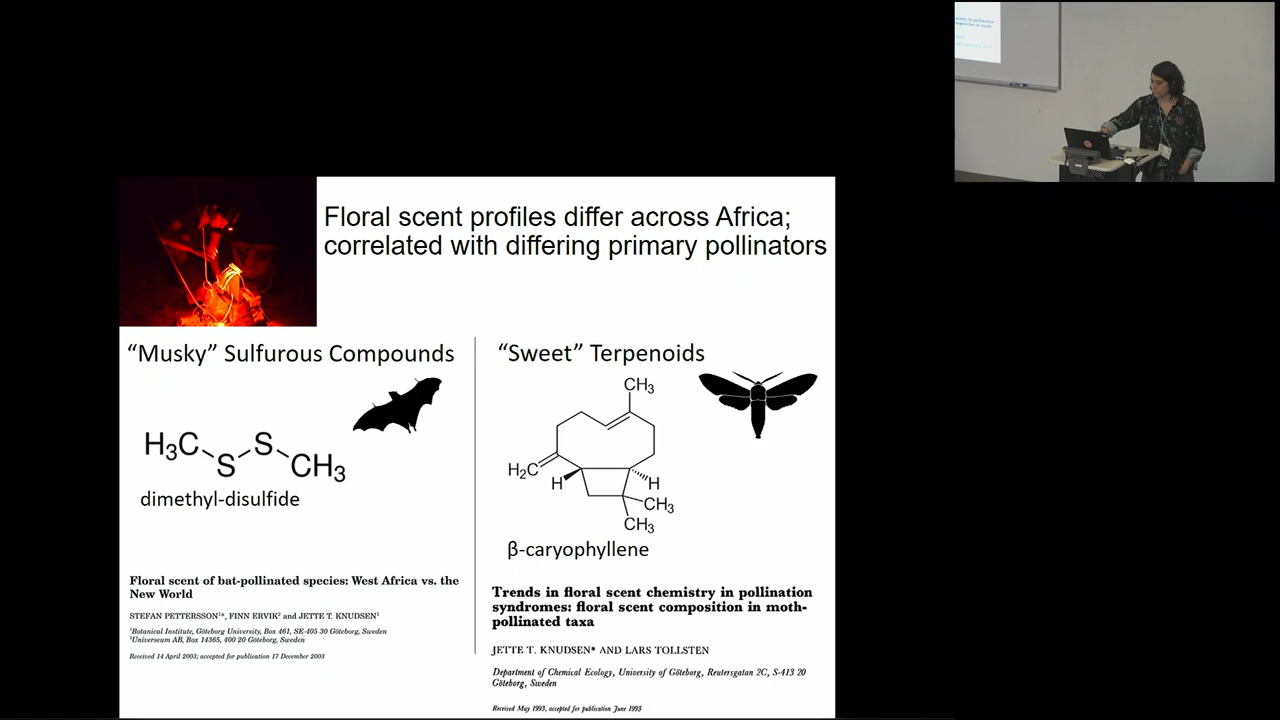 Floral scent profiles differ across Africa;
correlated with differing primary pollinators
“Musky” Sulfurous Compounds
H₃C
S
S
CH₃
dimethyl-disulfide
Floral scent of bat-pollinated species: West Africa vs. the
New World
STEFAN PETTERSSON¹*, FINN ERVIK² and JETTE T. KNUDSEN¹
¹Botanical Institute, Göteborg University, Box 461, SE-405 30 Göteborg, Sweden
²Universeum AB, Box 14365, 400 20 Göteborg, Sweden
Received 14 April 2003; accepted for publication 17 December 2003
“Sweet” Terpenoids
CH₃
H₂C
H
H
CH₃
CH₃
β-caryophyllene
Trends in floral scent chemistry in pollination
syndromes: floral scent composition in moth-
pollinated taxa
JETTE T. KNUDSEN* AND LARS TOLLSTEN
Department of Chemical Ecology, University of Göteborg, Reutersgatan 2C, S-413 20
Göteborg, Sweden
Received May 1993, accepted for publication June 1993